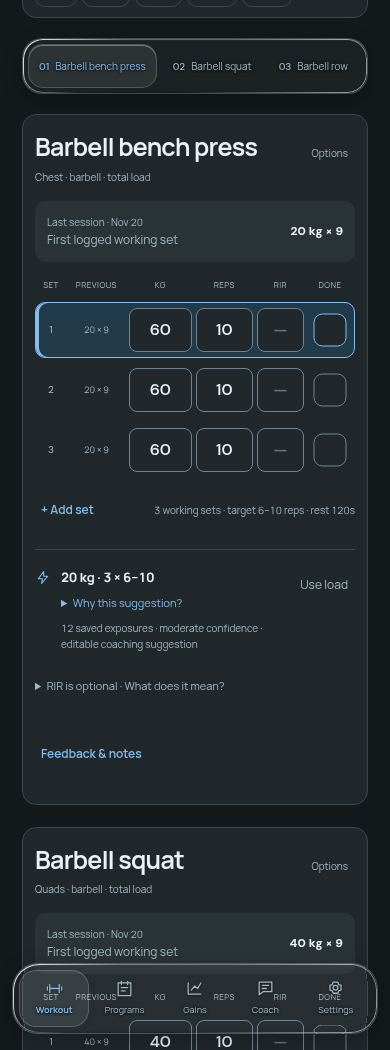 01 Barbell bench press 02 Barbell squat 03 Barbell row
Barbell bench press
Options
Chest · barbell · total load
Last session · Nov 20
First logged working set
20 kg × 9
SET PREVIOUS KG REPS RIR DONE
1 20 × 9 60 10 —
2 20 × 9 60 10 —
3 20 × 9 60 10 —
+ Add set 3 working sets · target 6–10 reps · rest 120s
20 kg · 3 × 6–10
Use load
Why this suggestion?
12 saved exposures · moderate confidence ·
editable coaching suggestion
RIR is optional · What does it mean?
Feedback & notes
Barbell squat
Options
Quads · barbell · total load
Last session · Nov 20
First logged working set
40 kg × 9
SET PREVIOUS KG REPS RIR DONE
Workout Programs Gains Coach Settings
1 40 × 9 40 10 —